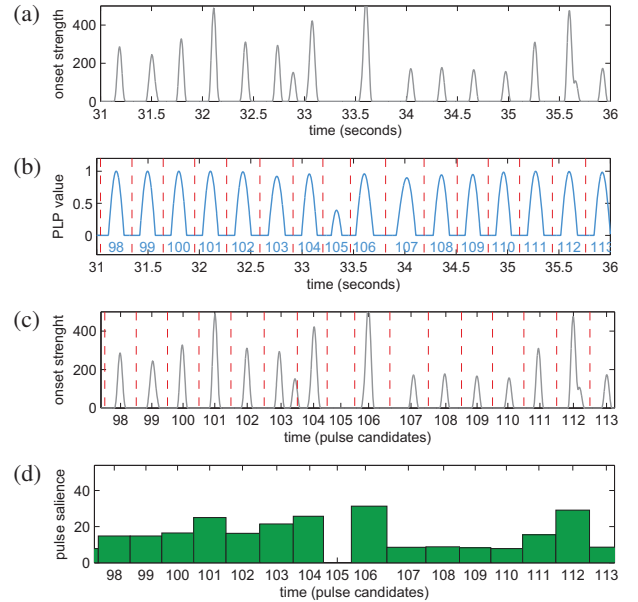 (a)
onset strength
400
200
0
31 31.5 32 32.5 33 33.5 34 34.5 35 35.5 36
time (seconds)
(b)
PLP value
1
0.5
0
98 99 100 101 102 103 104 105 106 107 108 109 110 111 112 113
31 31.5 32 32.5 33 33.5 34 34.5 35 35.5 36
time (seconds)
(c)
onset strenght
400
200
0
98 99 100 101 102 103 104 105 106 107 108 109 110 111 112 113
time (pulse candidates)
(d)
pulse salience
40
20
0
98 99 100 101 102 103 104 105 106 107 108 109 110 111 112 113
time (pulse candidates)